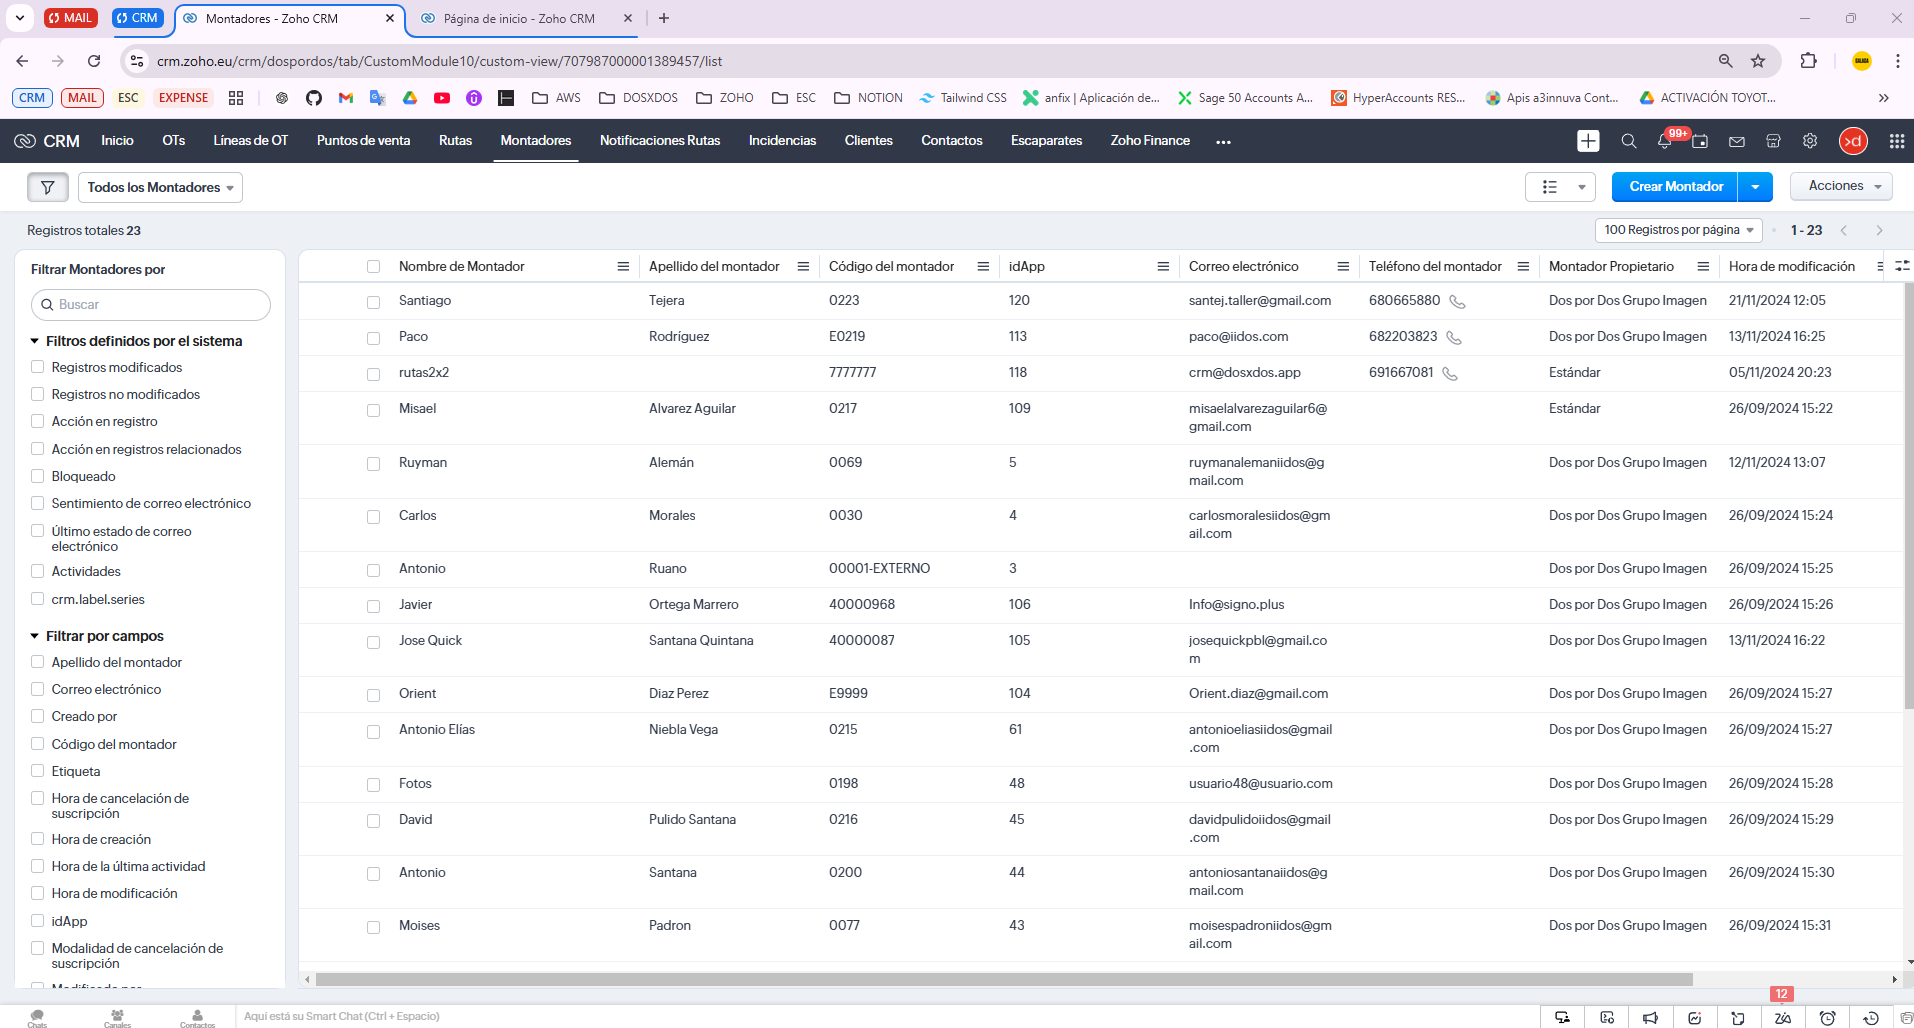 MAIL
CRM
Montadores - Zoho CRM
Página de inicio - Zoho CRM
crm.zoho.eu/crm/dospordos/tab/CustomModule10/custom-view/707987000001389457/list
CRM MAIL ESC EXPENSE AWS DOSXDOS ZOHO ESC NOTION Tailwind CSS anfix | Aplicación de... Sage 50 Accounts A... HyperAccounts RES... Apis a3innuva Cont... ACTIVACIÓN TOYOT... »
CRM Inicio OTs Líneas de OT Puntos de venta Rutas Montadores Notificaciones Rutas Incidencias Clientes Contactos Escaparates Zoho Finance ... 99+ >d
Todos los Montadores Crear Montador Acciones
Registros totales 23 100 Registros por página 1 - 23
Filtrar Montadores por
Buscar
Filtros definidos por el sistema
Registros modificados
Registros no modificados
Acción en registro
Acción en registros relacionados
Bloqueado
Sentimiento de correo electrónico
Último estado de correo
electrónico
Actividades
crm.label.series
Filtrar por campos
Apellido del montador
Correo electrónico
Creado por
Código del montador
Etiqueta
Hora de cancelación de
suscripción
Hora de creación
Hora de la última actividad
Hora de modificación
idApp
Modalidad de cancelación de
suscripción
Modificado por
Nombre de Montador Apellido del montador Código del montador idApp Correo electrónico Teléfono del montador Montador Propietario Hora de modificación
Santiago Tejera 0223 120 santej.taller@gmail.com 680665880 Dos por Dos Grupo Imagen 21/11/2024 12:05
Paco Rodríguez E0219 113 paco@iidos.com 682203823 Dos por Dos Grupo Imagen 13/11/2024 16:25
rutas2x2 7777777 118 crm@dosxdos.app 691667081 Estándar 05/11/2024 20:23
Misael Alvarez Aguilar 0217 109 misaelalvarezaguilar6@ Estándar 26/09/2024 15:22
gmail.com
Ruyman Alemán 0069 5 ruymanalemaniidos@g Dos por Dos Grupo Imagen 12/11/2024 13:07
mail.com
Carlos Morales 0030 4 carlosmoralesiidos@gm Dos por Dos Grupo Imagen 26/09/2024 15:24
ail.com
Antonio Ruano 00001-EXTERNO 3 Dos por Dos Grupo Imagen 26/09/2024 15:25
Javier Ortega Marrero 40000968 106 Info@signo.plus Dos por Dos Grupo Imagen 26/09/2024 15:26
Jose Quick Santana Quintana 40000087 105 josequickpbl@gmail.co Dos por Dos Grupo Imagen 13/11/2024 16:22
m
Orient Diaz Perez E9999 104 Orient.diaz@gmail.com Dos por Dos Grupo Imagen 26/09/2024 15:27
Antonio Elías Niebla Vega 0215 61 antonioeliasiidos@gmail Dos por Dos Grupo Imagen 26/09/2024 15:27
.com
Fotos 0198 48 usuario48@usuario.com Dos por Dos Grupo Imagen 26/09/2024 15:28
David Pulido Santana 0216 45 davidpulidoiidos@gmail Dos por Dos Grupo Imagen 26/09/2024 15:29
.com
Antonio Santana 0200 44 antoniosantanaiidos@g Dos por Dos Grupo Imagen 26/09/2024 15:30
mail.com
Moises Padron 0077 43 moisespadroniidos@gm Dos por Dos Grupo Imagen 26/09/2024 15:31
ail.com
12
Chats Canales Contactos Aquí está su Smart Chat (Ctrl + Espacio)